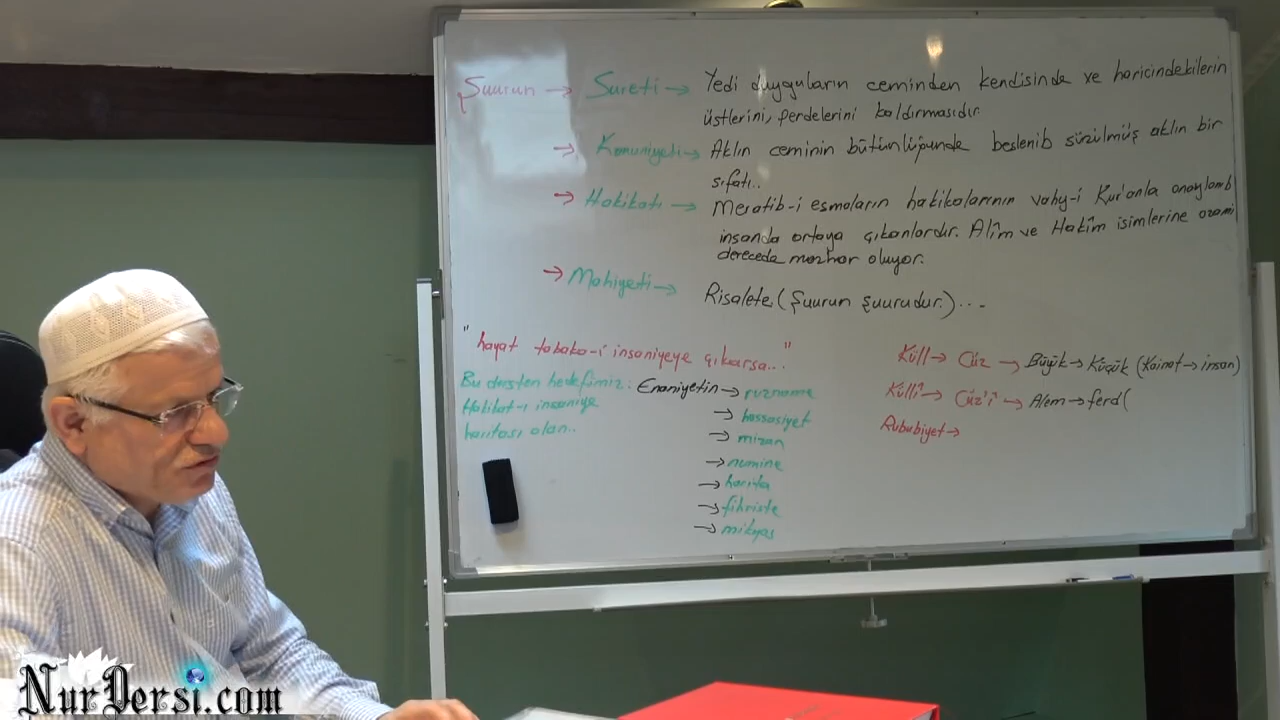 Şuurun → Sureti → Yedi duyguların ceminden kendisinde ve haricindekilerin
üstlerini, perdelerini kaldırmasıdır.
→ Kanuniyeti → Aklın ceminin bütünlüğünde beslenib süzülmüş aklın bir
sıfatı..
→ Hakikatı → Meratib-i esmaların hakikalarının vahy-i Kur'anla onaylanıb
insanda ortaya çıkanlardır. Alîm ve Hakîm isimlerine azami
derecede mazhar oluyor.
→ Mahiyeti → Risalete (Şuurun şuurudur.)...
"hayat tabaka-i insaniyeye çıkarsa..."
Bu dersten hedefimiz: Enaniyetin → ruzname
Hakikat-ı insaniye → hassasiyet
haritası olan.. → mizan
→ numine
→ harita
→ fihriste
→ mikyas
Küll → Cüz → Büyük → Küçük (Kainat → insan)
Küllî → Cüz'î → Alem → ferd (
Rububiyet →
NurDersi.com